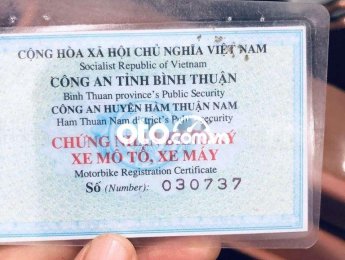 CỘNG HÒA XÃ HỘI CHỦ NGHĨA VIỆT NAM
Socialist Republic of Vietnam
CÔNG AN TỈNH BÌNH THUẬN
Binh Thuan province's Public Security
CÔNG AN HUYỆN HÀM THUẬN NAM
Ham Thuan Nam district's Public security
CHỨNG NHẬN KÝ
XE MÔ TÔ, XE MÁY
Motorbike Registration Certificate
Số (Number): 030737